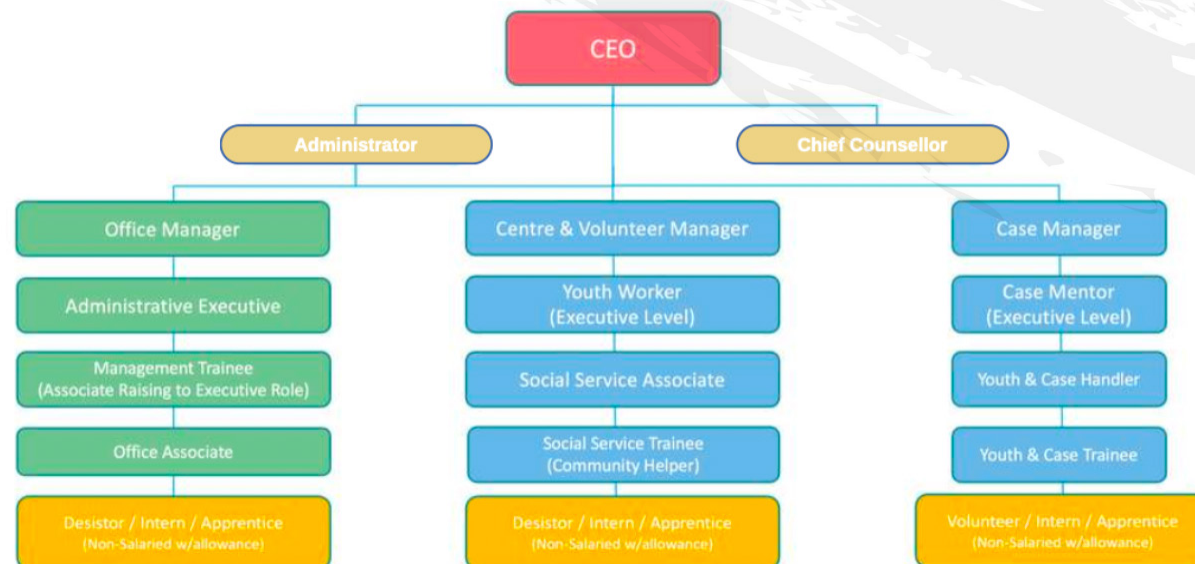 CEO
Administrator
Chief Counsellor
Office Manager
Centre & Volunteer Manager
Case Manager
Administrative Executive
Youth Worker
(Executive Level)
Case Mentor
(Executive Level)
Management Trainee
(Associate Raising to Executive Role)
Social Service Associate
Youth & Case Handler
Office Associate
Social Service Trainee
(Community Helper)
Youth & Case Trainee
Desistor / Intern / Apprentice
(Non-Salaried w/allowance)
Desistor / Intern / Apprentice
(Non-Salaried w/allowance)
Volunteer / Intern / Apprentice
(Non-Salaried w/allowance)